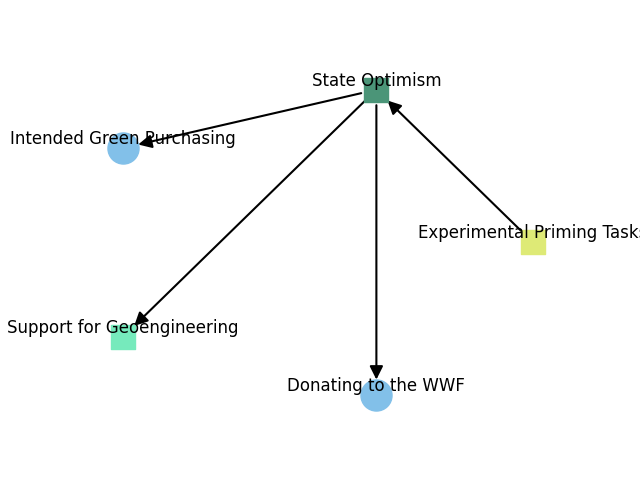 State Optimism
Intended Green Purchasing
Experimental Priming Tasks
Support for Geoengineering
Donating to the WWF